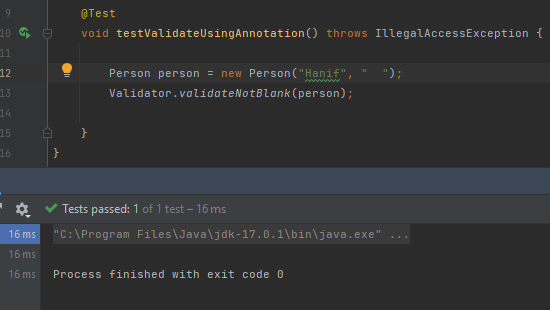 9 @Test
10 void testValidateUsingAnnotation() throws IllegalAccessException {
11
12 Person person = new Person("Hanif", "  ");
13 Validator.validateNotBlank(person);
14
15 }
16 }
Tests passed: 1 of 1 test – 16 ms
16 ms "C:\Program Files\Java\jdk-17.0.1\bin\java.exe" ...
16 ms
16 ms Process finished with exit code 0